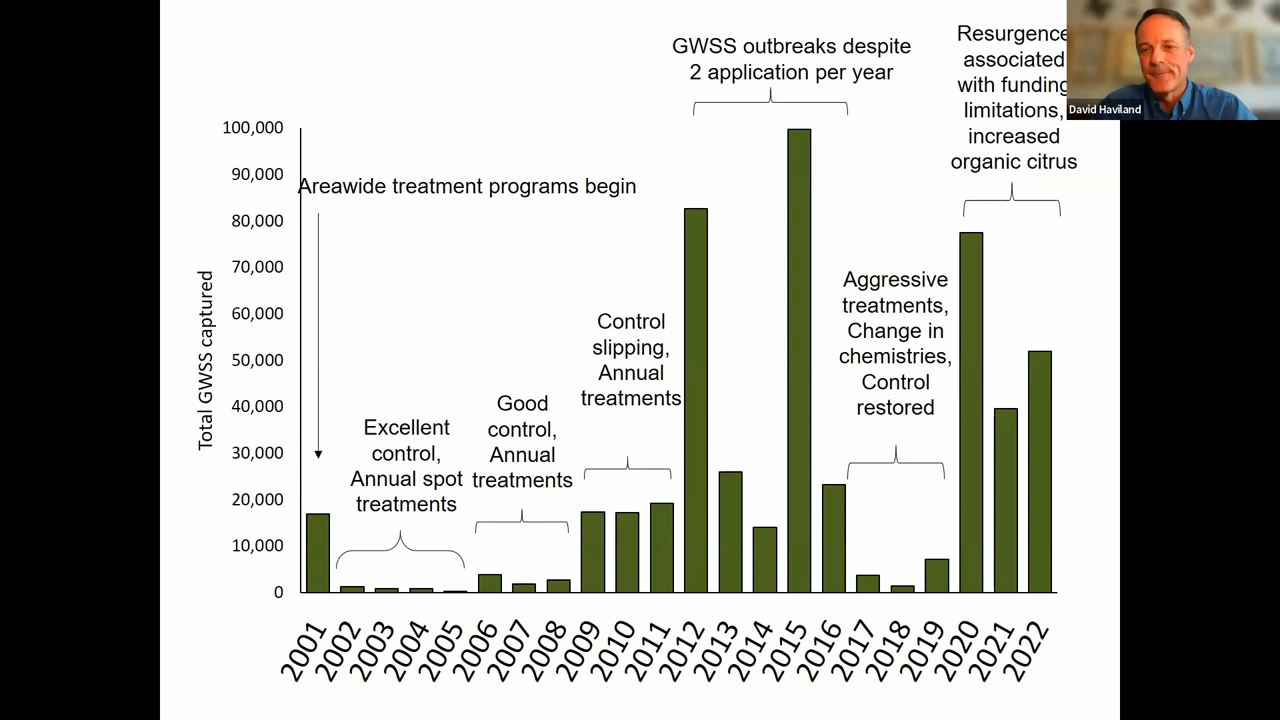 GWSS outbreaks despite
2 application per year
Resurgence
associated
with funding
limitations,
increased
organic citrus
David Haviland
Areawide treatment programs begin
Aggressive
treatments,
Change in
chemistries,
Control
restored
Control
slipping,
Annual
treatments
Good
control,
Annual
treatments
Excellent
control,
Annual spot
treatments
Total GWSS captured
100,000
90,000
80,000
70,000
60,000
50,000
40,000
30,000
20,000
10,000
0
2001
2002
2003
2004
2005
2006
2007
2008
2009
2010
2011
2012
2013
2014
2015
2016
2017
2018
2019
2020
2021
2022